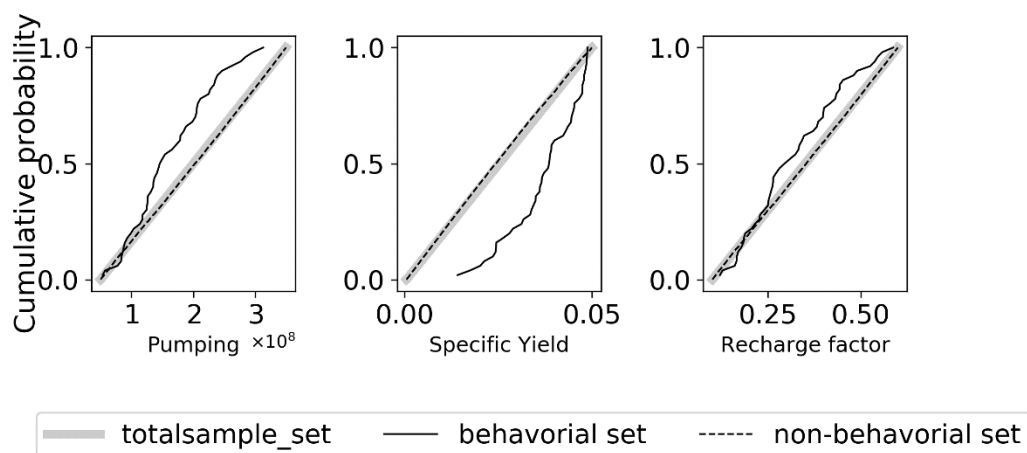 Cumulative probability
1.0
0.5
0.0
1 2 3
Pumping ×10⁸
1.0
0.5
0.0
0.00 0.05
Specific Yield
1.0
0.5
0.0
0.25 0.50
Recharge factor
totalsample_set behavorial set non-behavorial set